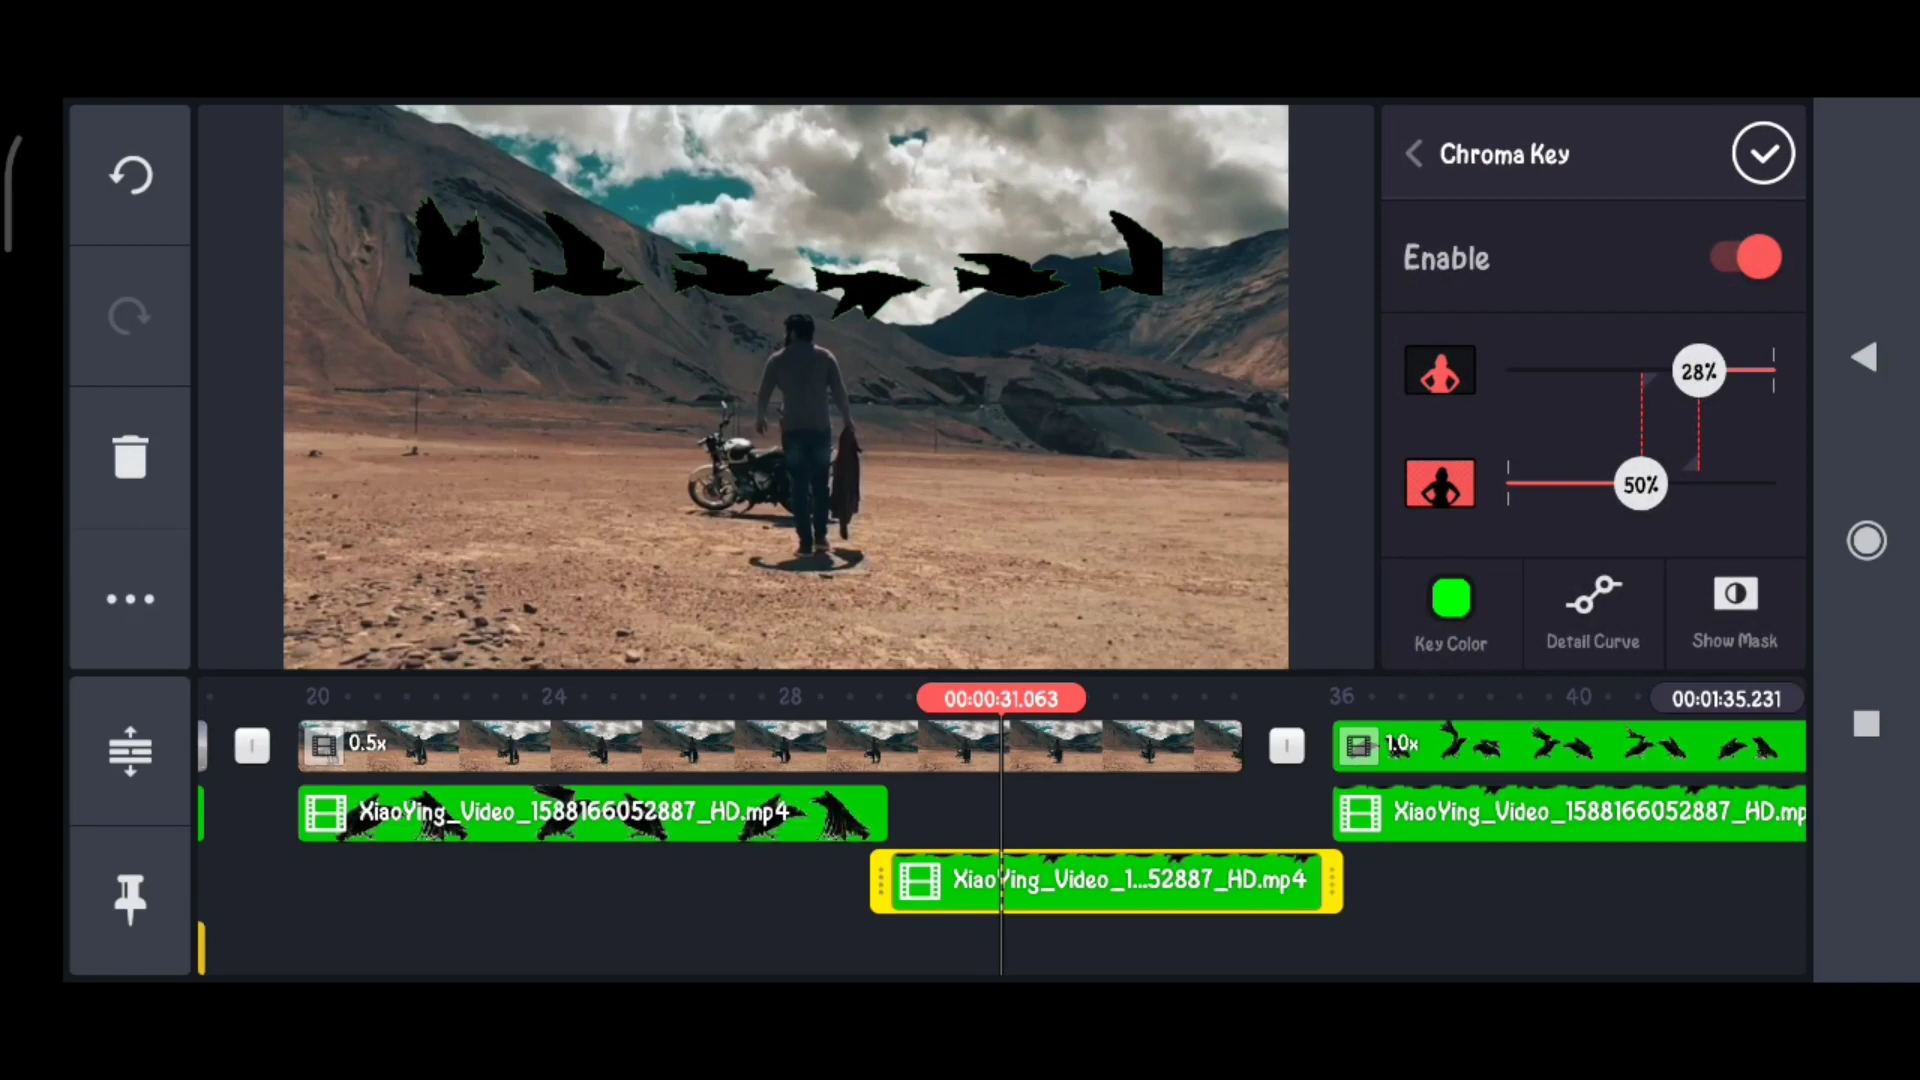 Chroma Key
Enable
28%
50%
Key Color
Detail Curve
Show Mask
20
24
28
00:00:31.063
36
40
00:01:35.231
0.5x
1.0x
XiaoYing_Video_1588166052887_HD.mp4
XiaoYing_Video_1588166052887_HD.mp
XiaoYing_Video_1...52887_HD.mp4